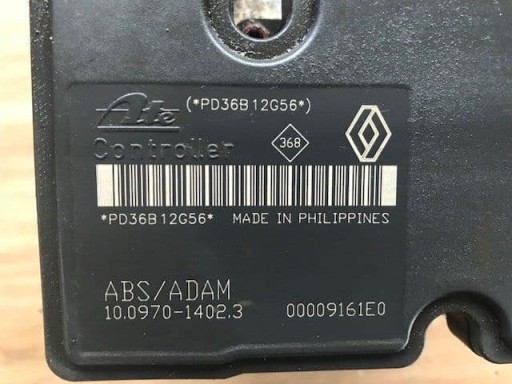 Ate (*PD36B12G56*)
Controller 368
*PD36B12G56* MADE IN PHILIPPINES
ABS/ADAM
10.0970-1402.3 00009161E0